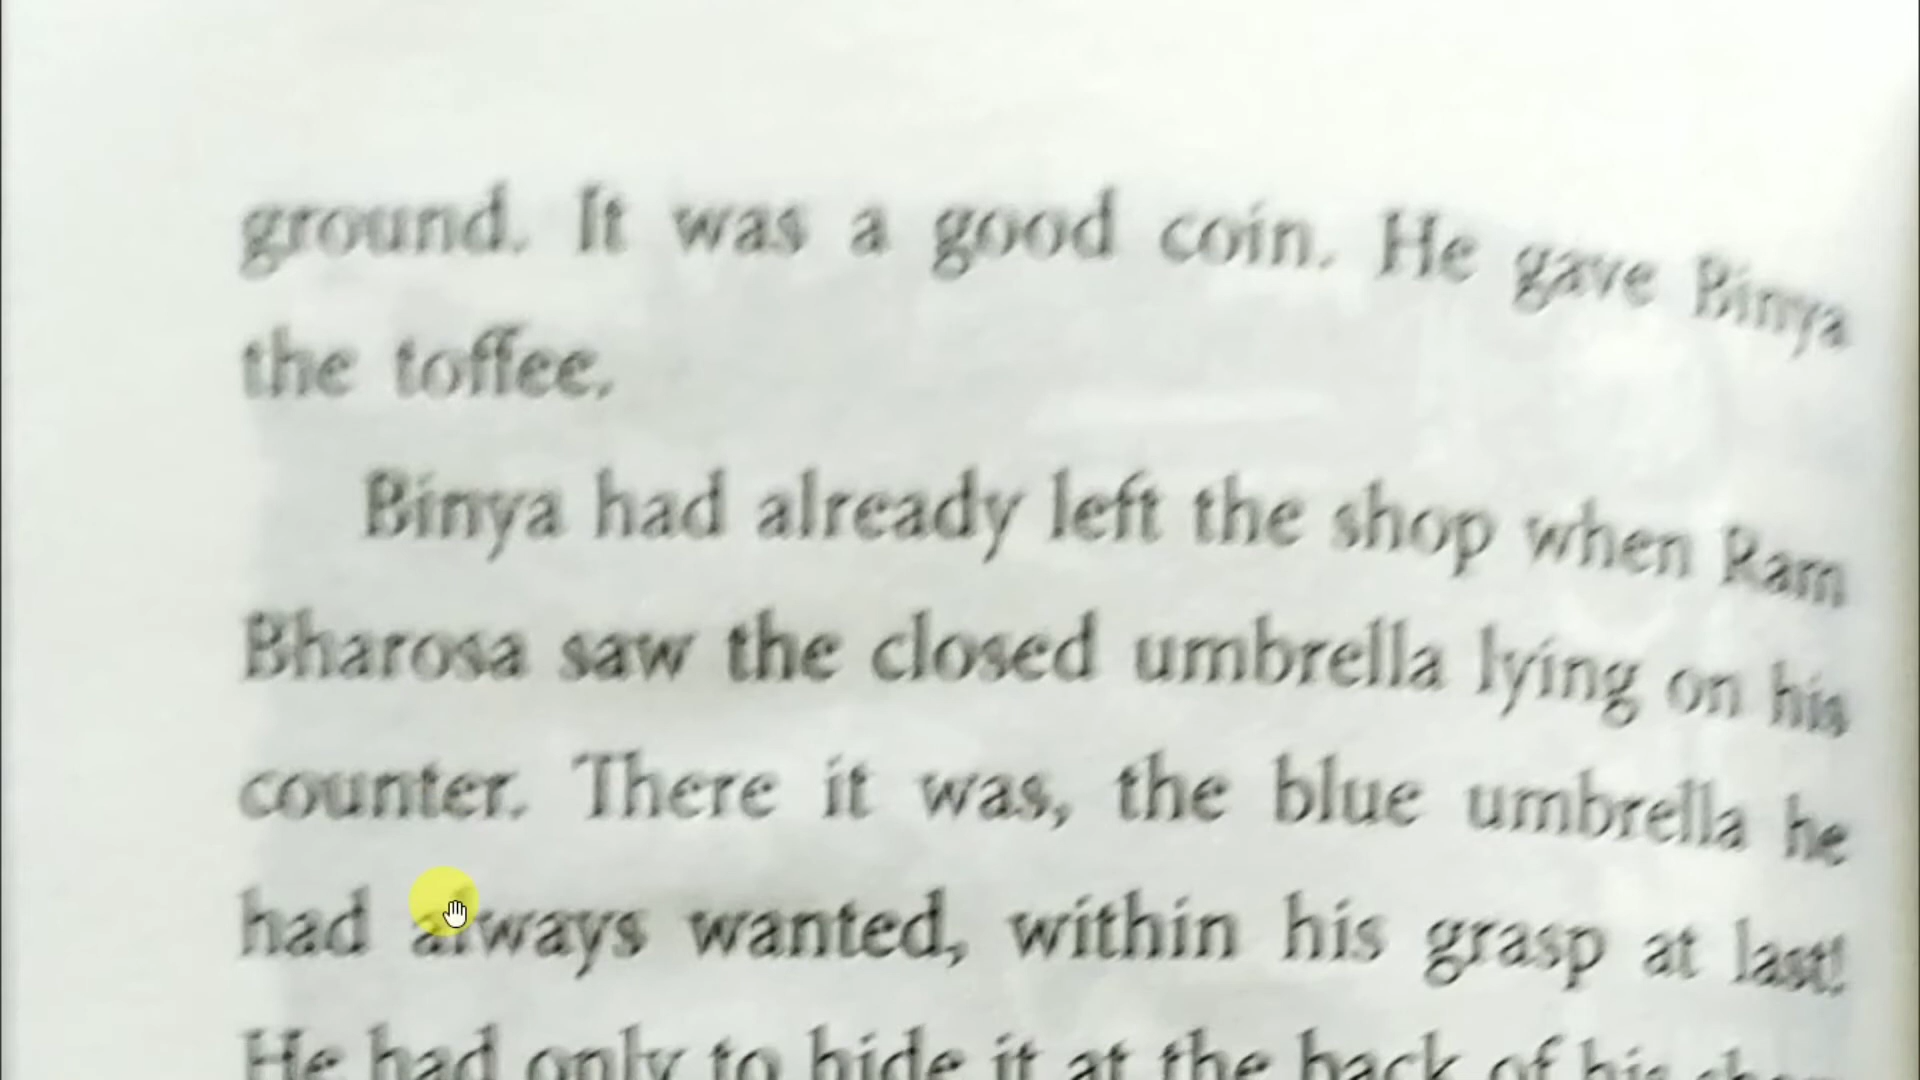 ground. It was a good coin. He gave Binya
the toffee.
Binya had already left the shop when Ram
Bharosa saw the closed umbrella lying on his
counter. There it was, the blue umbrella he
had always wanted, within his grasp at last!
He had only to hide it at the back of his shop